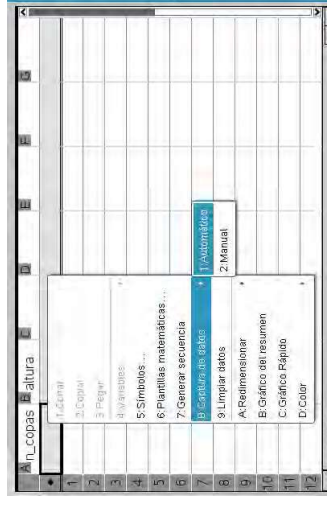 A n_copas B altura C D E F G
1:Cortar
2:Copiar
3:Pegar
4:Variables
5:Símbolos...
6:Plantillas matemáticas...
7:Generar secuencia
8:Captura de datos
1:Automático
2:Manual
9:Limpiar datos
A:Redimensionar
B:Gráfico del resumen
C:Gráfico Rápido
D:Color
1
2
3
4
5
6
7
8
9
10
11
12